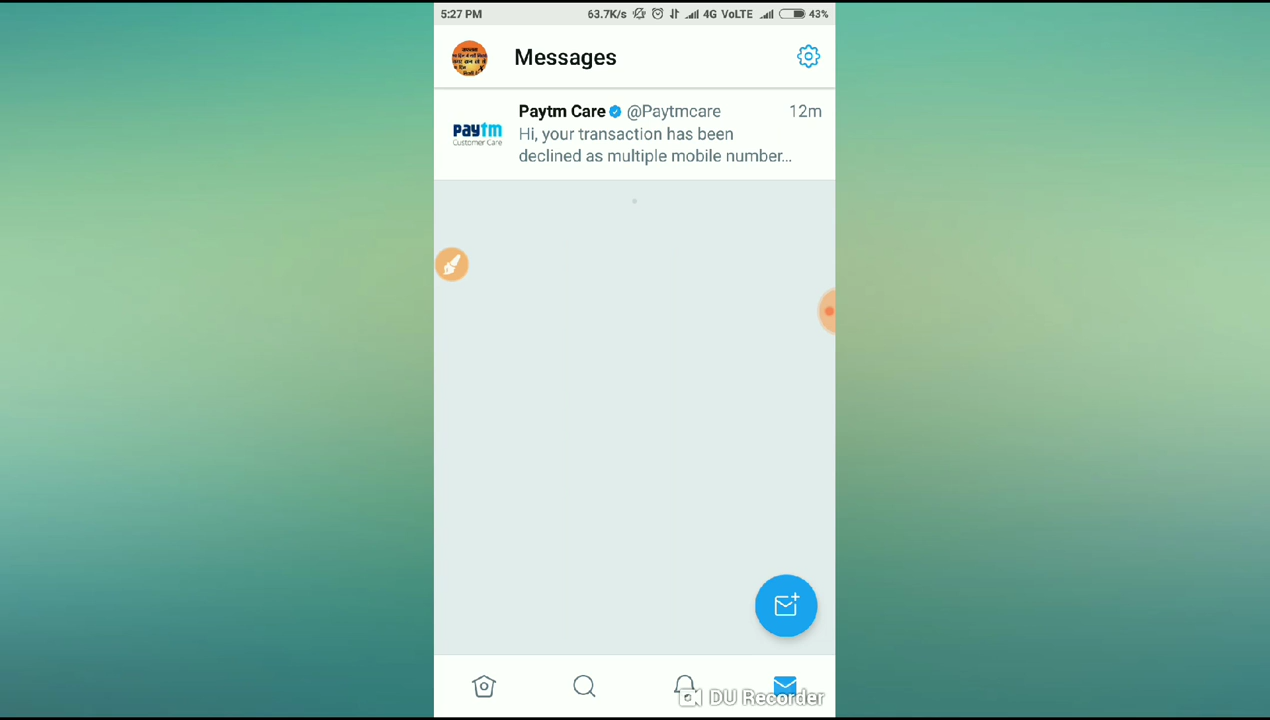 5:27 PM
63.7K/s 4G VoLTE 43%
Messages
Paytm Care @Paytmcare 12m
paytm
Customer Care
Hi, your transaction has been
declined as multiple mobile number...
DU Recorder